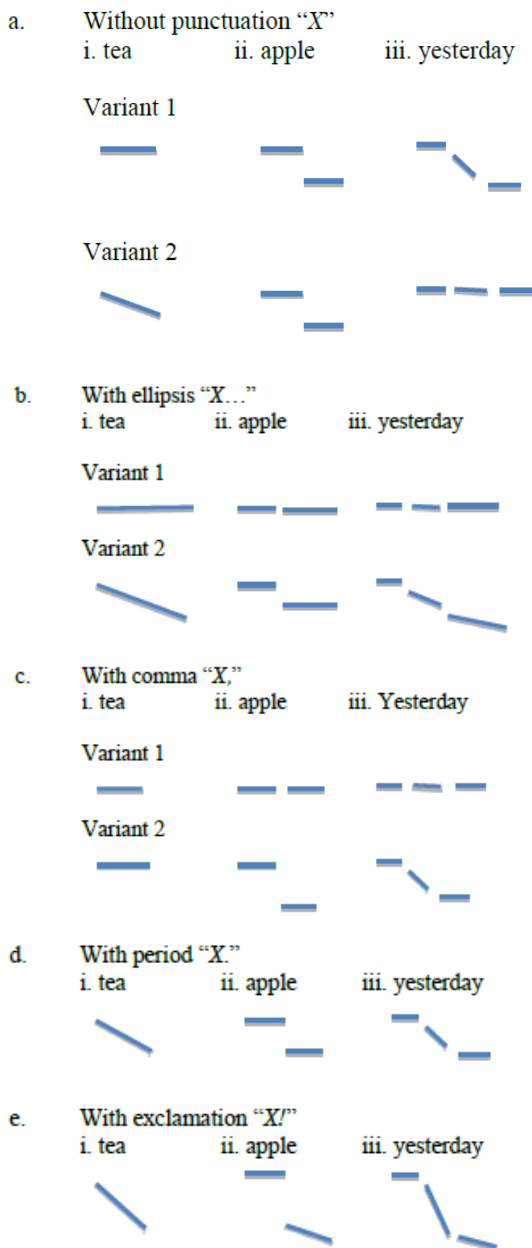 a. Without punctuation “X”
i. tea ii. apple iii. yesterday
Variant 1
Variant 2
b. With ellipsis “X…”
i. tea ii. apple iii. yesterday
Variant 1
Variant 2
c. With comma “X,”
i. tea ii. apple iii. Yesterday
Variant 1
Variant 2
d. With period “X.”
i. tea ii. apple iii. yesterday
e. With exclamation “X!”
i. tea ii. apple iii. yesterday